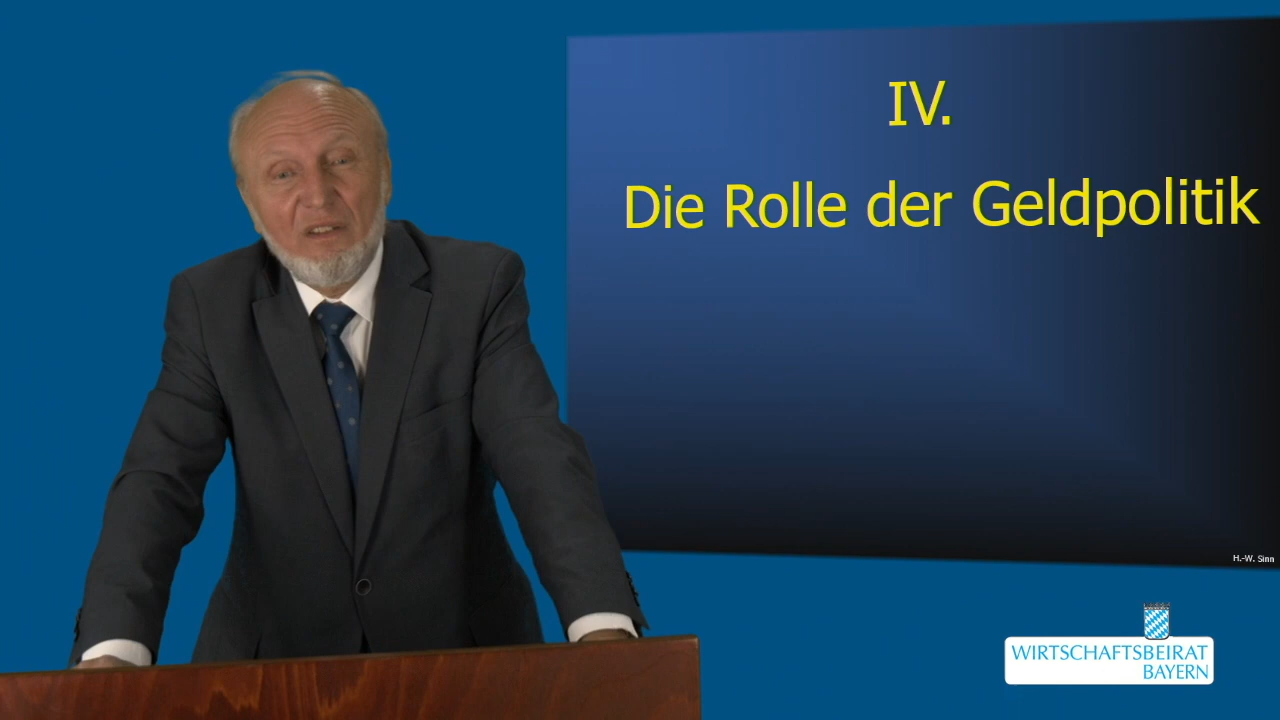 IV.
Die Rolle der Geldpolitik
H.-W. Sinn
WIRTSCHAFTSBEIRAT
BAYERN